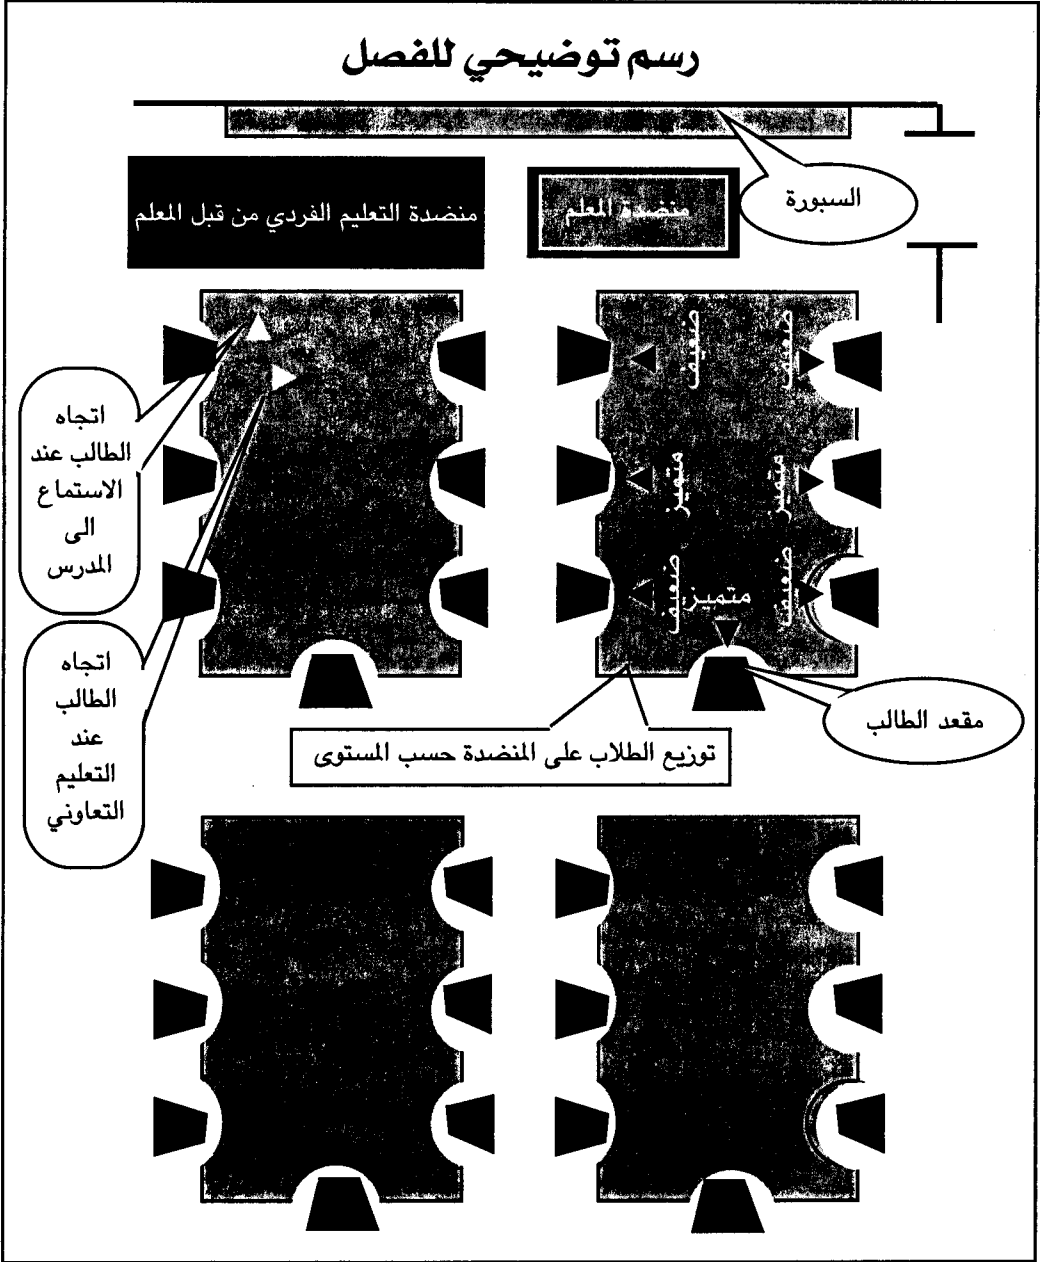 رسم توضيحي للفصل
السبورة
منضدة المعلم
منضدة التعليم الفردي من قبل المعلم
ضعيف
ضعيف
متميز
متميز
ضعيف
ضعيف
متميز
اتجاه
الطالب عند
الاستماع
الى
المدرس
اتجاه
الطالب
عند
التعليم
التعاوني
مقعد الطالب
توزيع الطلاب على المنضدة حسب المستوى